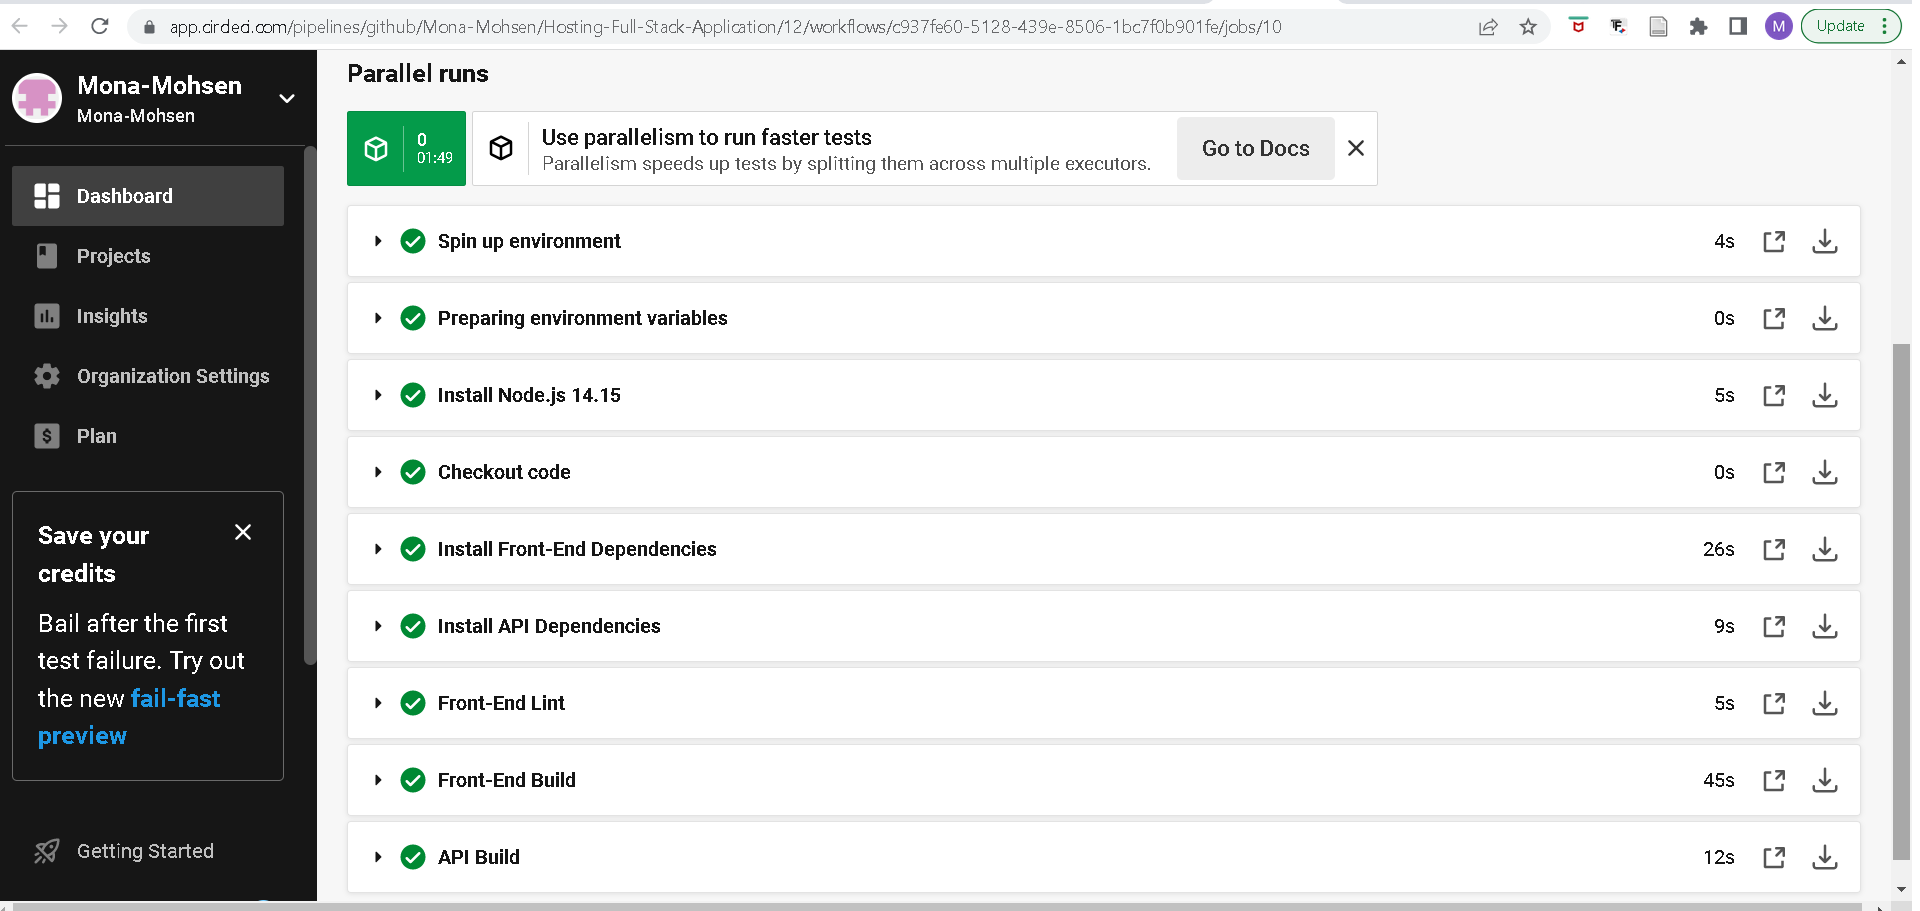 app.circleci.com/pipelines/github/Mona-Mohsen/Hosting-Full-Stack-Application/12/workflows/c937fe60-5128-439e-8506-1bc7f0b901fe/jobs/10
M
Update
Mona-Mohsen
Mona-Mohsen
Dashboard
Projects
Insights
Organization Settings
$ Plan
Save your
credits
Bail after the first
test failure. Try out
the new fail-fast
preview
Getting Started
Parallel runs
0
01:49
Use parallelism to run faster tests
Parallelism speeds up tests by splitting them across multiple executors.
Go to Docs
Spin up environment 4s
Preparing environment variables 0s
Install Node.js 14.15 5s
Checkout code 0s
Install Front-End Dependencies 26s
Install API Dependencies 9s
Front-End Lint 5s
Front-End Build 45s
API Build 12s